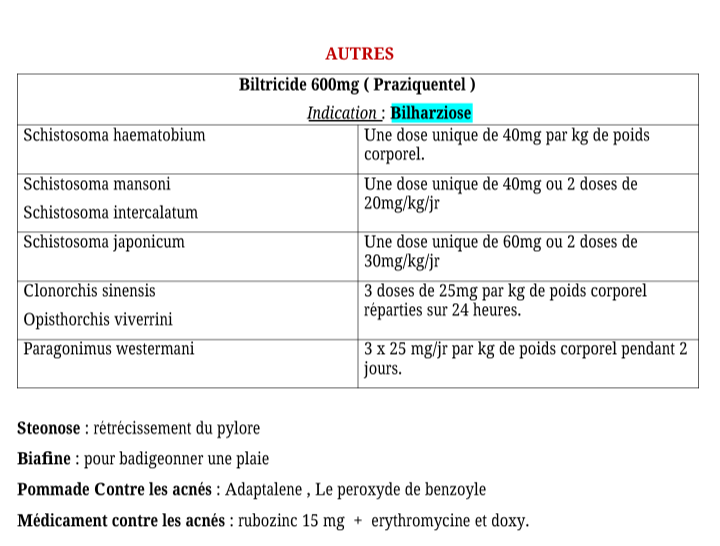 AUTRES
Biltricide 600mg ( Praziquentel )
Indication : Bilharziose
Schistosoma haematobium
Une dose unique de 40mg par kg de poids
corporel.
Schistosoma mansoni
Schistosoma intercalatum
Une dose unique de 40mg ou 2 doses de
20mg/kg/jr
Schistosoma japonicum
Une dose unique de 60mg ou 2 doses de
30mg/kg/jr
Clonorchis sinensis
Opisthorchis viverrini
3 doses de 25mg par kg de poids corporel
réparties sur 24 heures.
Paragonimus westermani
3 x 25 mg/jr par kg de poids corporel pendant 2
jours.
Steonose : rétrécissement du pylore
Biafine : pour badigeonner une plaie
Pommade Contre les acnés : Adaptalene , Le peroxyde de benzoyle
Médicament contre les acnés : rubozinc 15 mg + erythromycine et doxy.